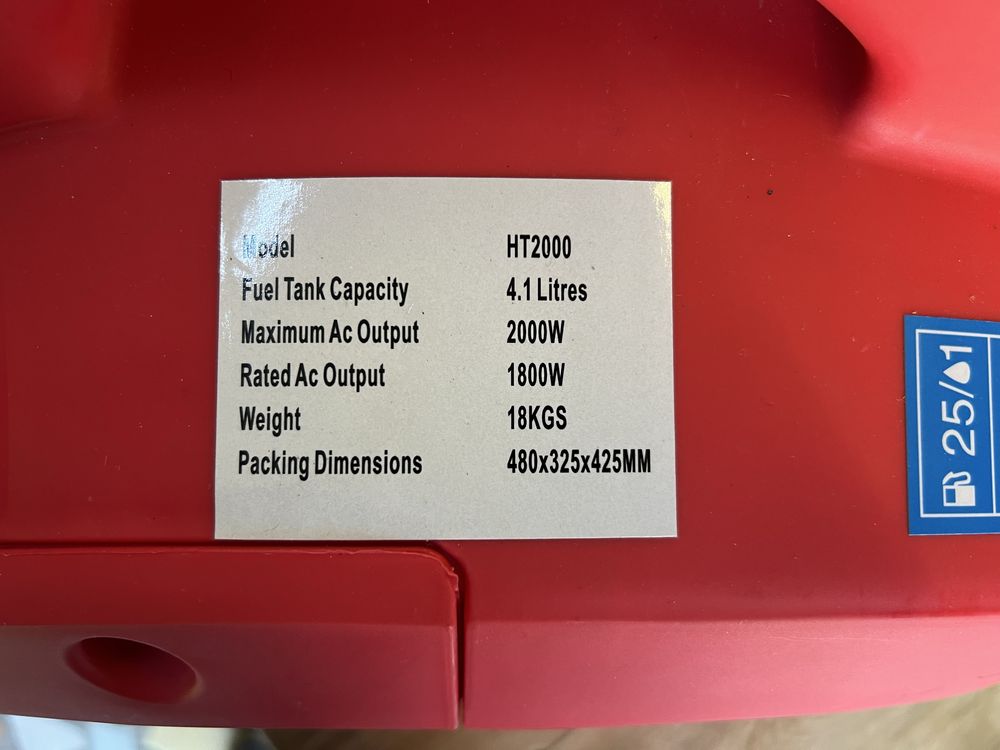 Model HT2000
Fuel Tank Capacity 4.1 Litres
Maximum Ac Output 2000W
Rated Ac Output 1800W
Weight 18KGS
Packing Dimensions 480x325x425MM
25/1